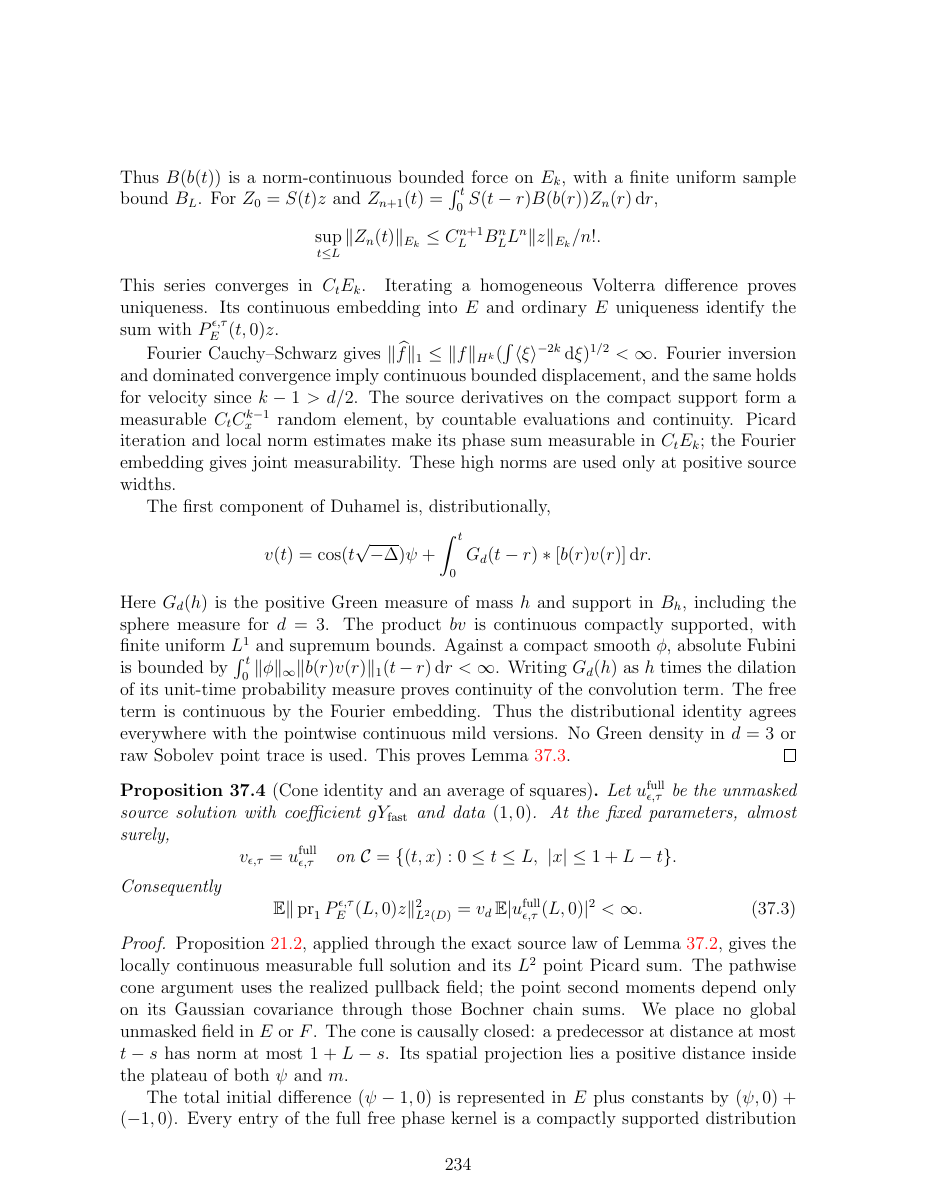 Thus B(b(t)) is a norm-continuous bounded force on E_k, with a finite uniform sample
bound B_L. For Z_0 = S(t)z and Z_{n+1}(t) = ∫_0^t S(t − r)B(b(r))Z_n(r) dr,
sup_{t≤L} ‖Z_n(t)‖_{E_k} ≤ C_L^{n+1} B_L^n L^n ‖z‖_{E_k}/n!.
This series converges in C_tE_k. Iterating a homogeneous Volterra difference proves
uniqueness. Its continuous embedding into E and ordinary E uniqueness identify the
sum with P_E^{ϵ,τ}(t, 0)z.
Fourier Cauchy–Schwarz gives ‖f̂‖_1 ≤ ‖f‖_{H^k}(∫⟨ξ⟩^{−2k} dξ)^{1/2} < ∞. Fourier inversion
and dominated convergence imply continuous bounded displacement, and the same holds
for velocity since k − 1 > d/2. The source derivatives on the compact support form a
measurable C_tC_x^{k−1} random element, by countable evaluations and continuity. Picard
iteration and local norm estimates make its phase sum measurable in C_tE_k; the Fourier
embedding gives joint measurability. These high norms are used only at positive source
widths.
The first component of Duhamel is, distributionally,
v(t) = cos(t√−Δ)ψ + ∫_0^t G_d(t − r) ∗ [b(r)v(r)] dr.
Here G_d(h) is the positive Green measure of mass h and support in B_h, including the
sphere measure for d = 3. The product bv is continuous compactly supported, with
finite uniform L^1 and supremum bounds. Against a compact smooth ϕ, absolute Fubini
is bounded by ∫_0^t ‖ϕ‖_∞‖b(r)v(r)‖_1(t − r) dr < ∞. Writing G_d(h) as h times the dilation
of its unit-time probability measure proves continuity of the convolution term. The free
term is continuous by the Fourier embedding. Thus the distributional identity agrees
everywhere with the pointwise continuous mild versions. No Green density in d = 3 or
raw Sobolev point trace is used. This proves Lemma 37.3. □
Proposition 37.4 (Cone identity and an average of squares). Let u_{ϵ,τ}^{full} be the unmasked
source solution with coefficient gY_{fast} and data (1, 0). At the fixed parameters, almost
surely,
v_{ϵ,τ} = u_{ϵ,τ}^{full} on C = {(t, x) : 0 ≤ t ≤ L, |x| ≤ 1 + L − t}.
Consequently
𝔼‖ pr_1 P_E^{ϵ,τ}(L, 0)z‖_{L^2(D)}^2 = v_d 𝔼|u_{ϵ,τ}^{full}(L, 0)|^2 < ∞. (37.3)
Proof. Proposition 21.2, applied through the exact source law of Lemma 37.2, gives the
locally continuous measurable full solution and its L^2 point Picard sum. The pathwise
cone argument uses the realized pullback field; the point second moments depend only
on its Gaussian covariance through those Bochner chain sums. We place no global
unmasked field in E or F. The cone is causally closed: a predecessor at distance at most
t − s has norm at most 1 + L − s. Its spatial projection lies a positive distance inside
the plateau of both ψ and m.
The total initial difference (ψ − 1, 0) is represented in E plus constants by (ψ, 0) +
(−1, 0). Every entry of the full free phase kernel is a compactly supported distribution
234